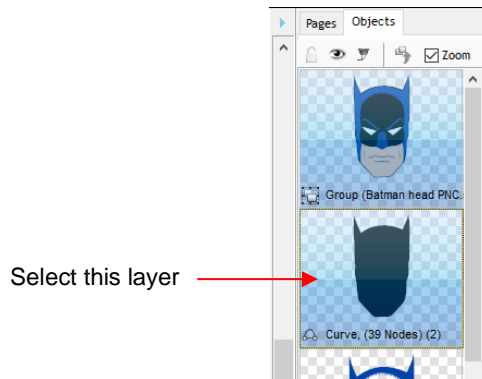 Pages Objects
Zoom
Group (Batman head PNC.
Select this layer
Curve, (39 Nodes) (2)